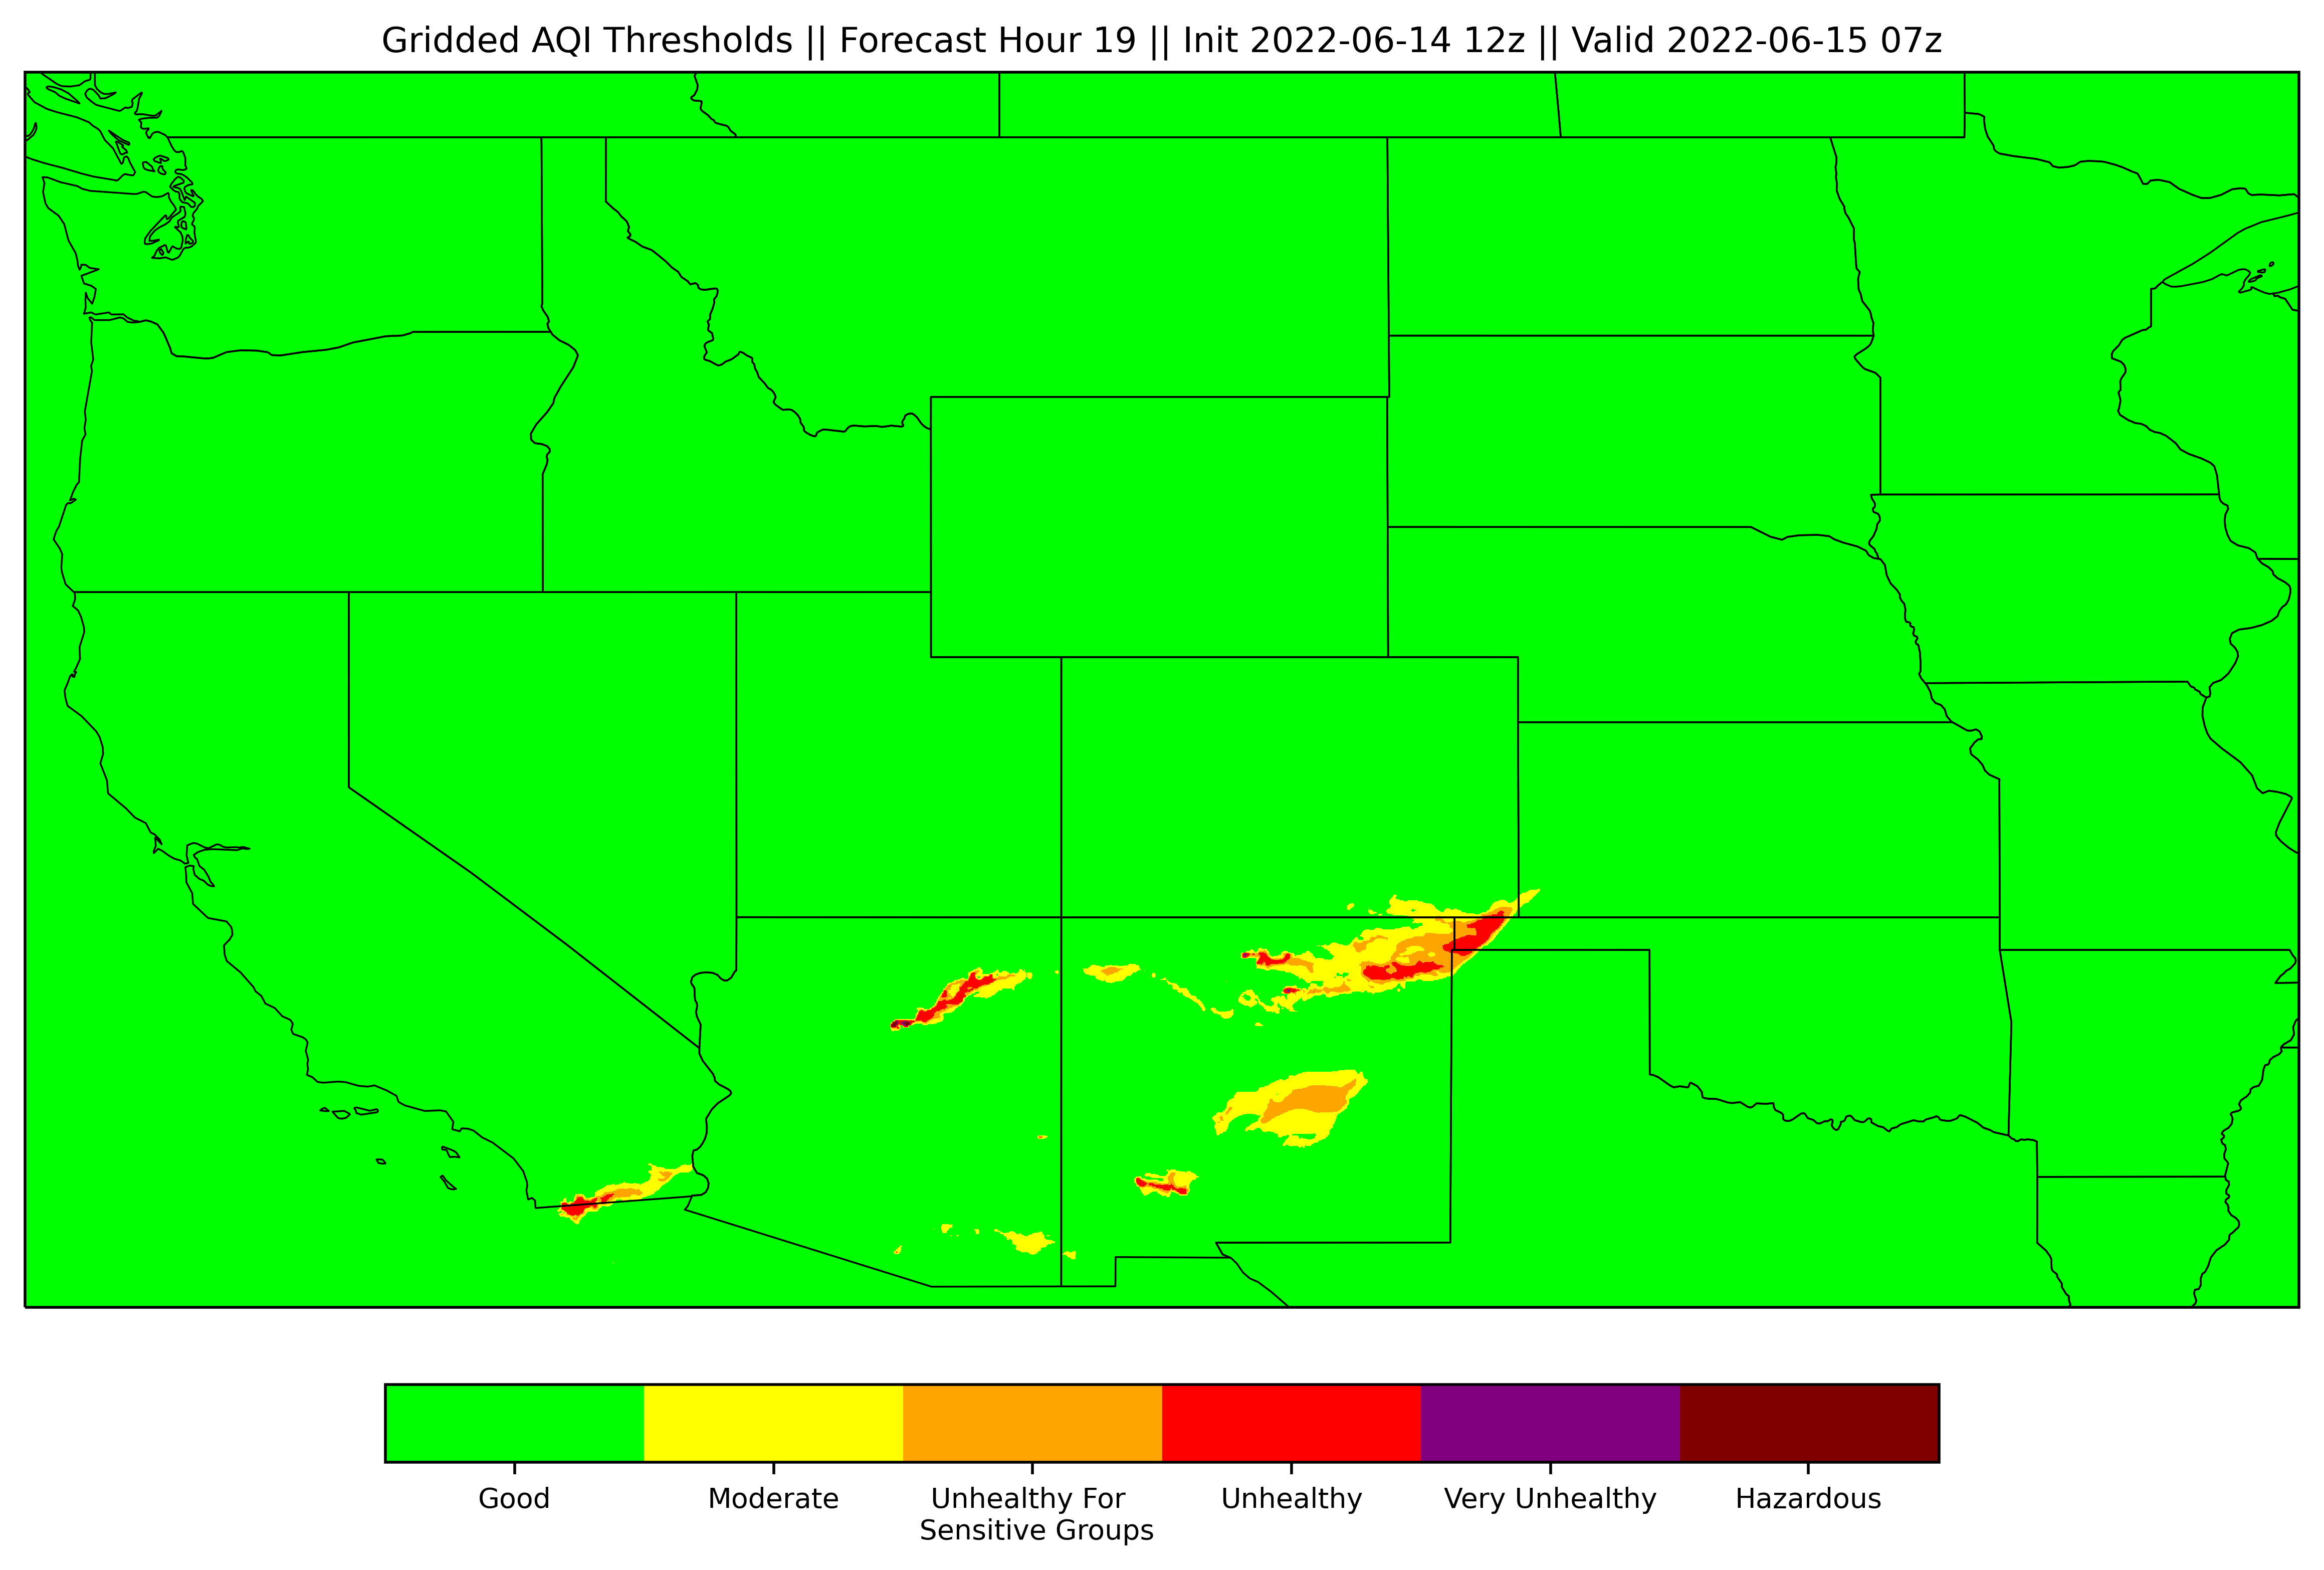 Gridded AQI Thresholds || Forecast Hour 19 || Init 2022-06-14 12z || Valid 2022-06-15 07z
Good
Moderate
Unhealthy For
Sensitive Groups
Unhealthy
Very Unhealthy
Hazardous